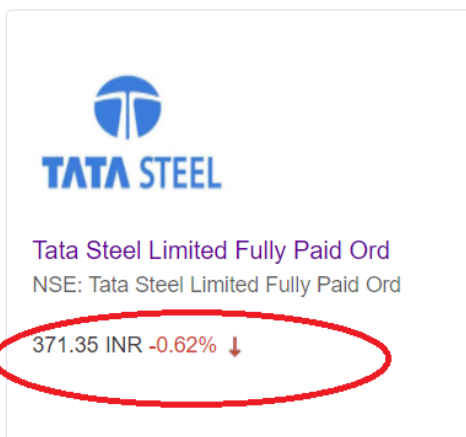 TATA STEEL
Tata Steel Limited Fully Paid Ord
NSE: Tata Steel Limited Fully Paid Ord
371.35 INR -0.62% ↓